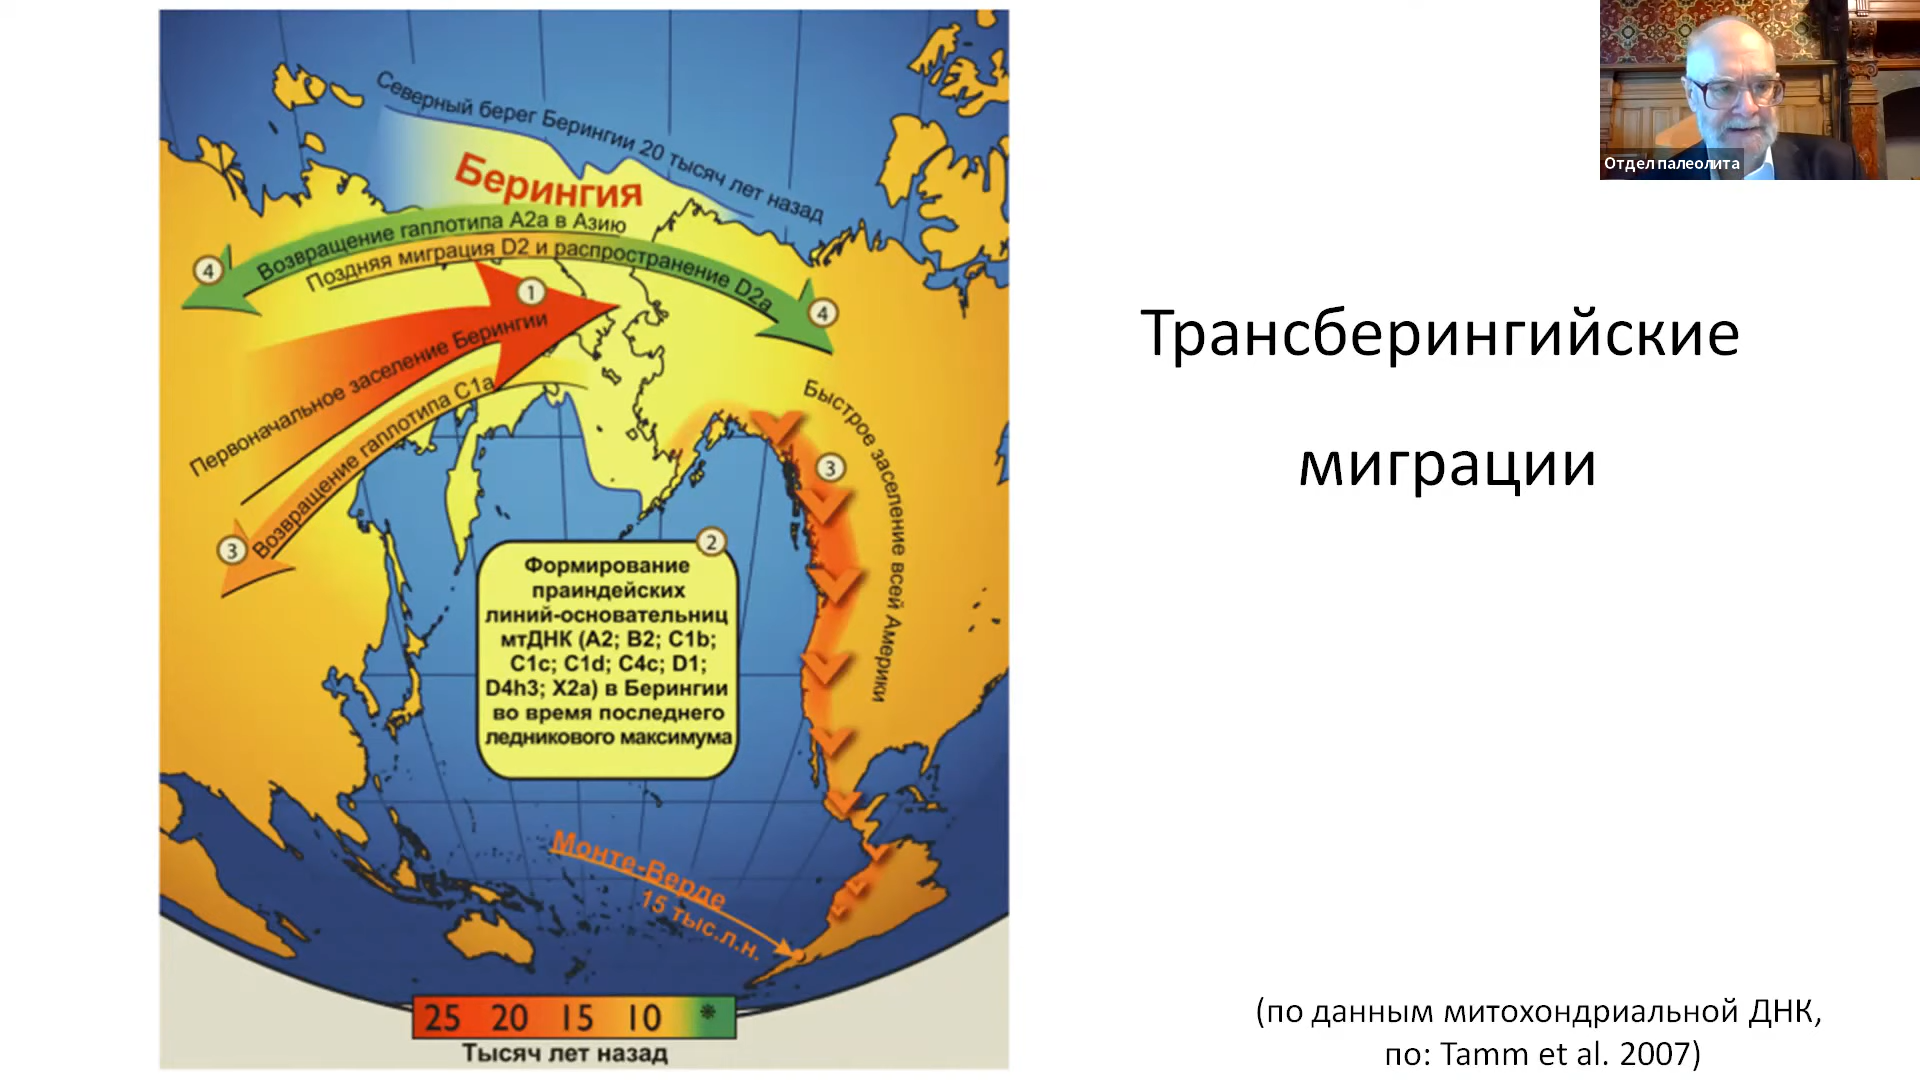 Отдел палеолита
Северный берег Берингии 20 тысяч лет назад
Берингия
Возвращение гаплотипа A2a в Азию
Поздняя миграция D2 и распространение D2a
4
1
4
Первоначальное заселение Берингии
Возвращение гаплотипа C1a
3
Быстрое заселение всей Америки
3
2
Формирование
праиндейских
линий-основательниц
мтДНК (A2; B2; C1b;
C1c; C1d; C4c; D1;
D4h3; X2a) в Берингии
во время последнего
ледникового максимума
Монте-Верде
15 тыс.л.н.
25 20 15 10 *
Тысяч лет назад
Трансберингийские
миграции
(по данным митохондриальной ДНК,
по: Tamm et al. 2007)